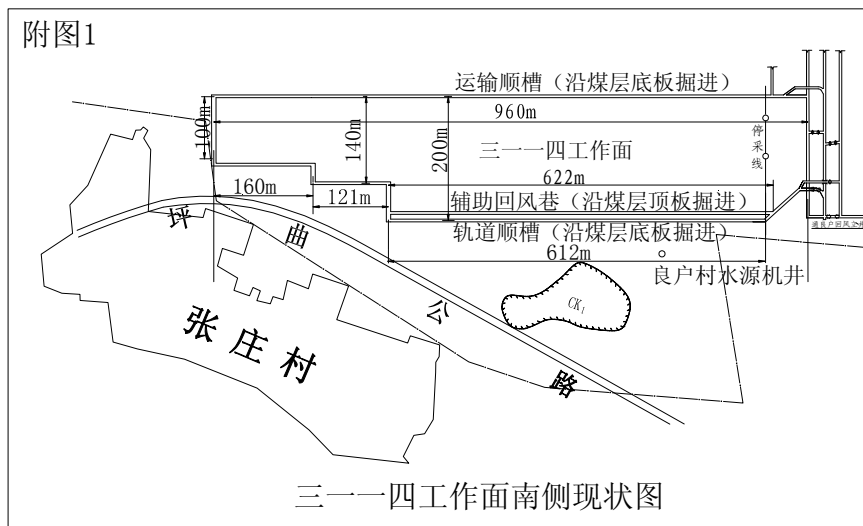 附图1
运输顺槽（沿煤层底板掘进）
960m
100m
140m
200m
停采线
三一一四工作面
160m
121m
622m
辅助回风巷（沿煤层顶板掘进）
轨道顺槽（沿煤层底板掘进）
612m
良户村水源机井
坪曲公路
CK1
张庄村
三一一四工作面南侧现状图